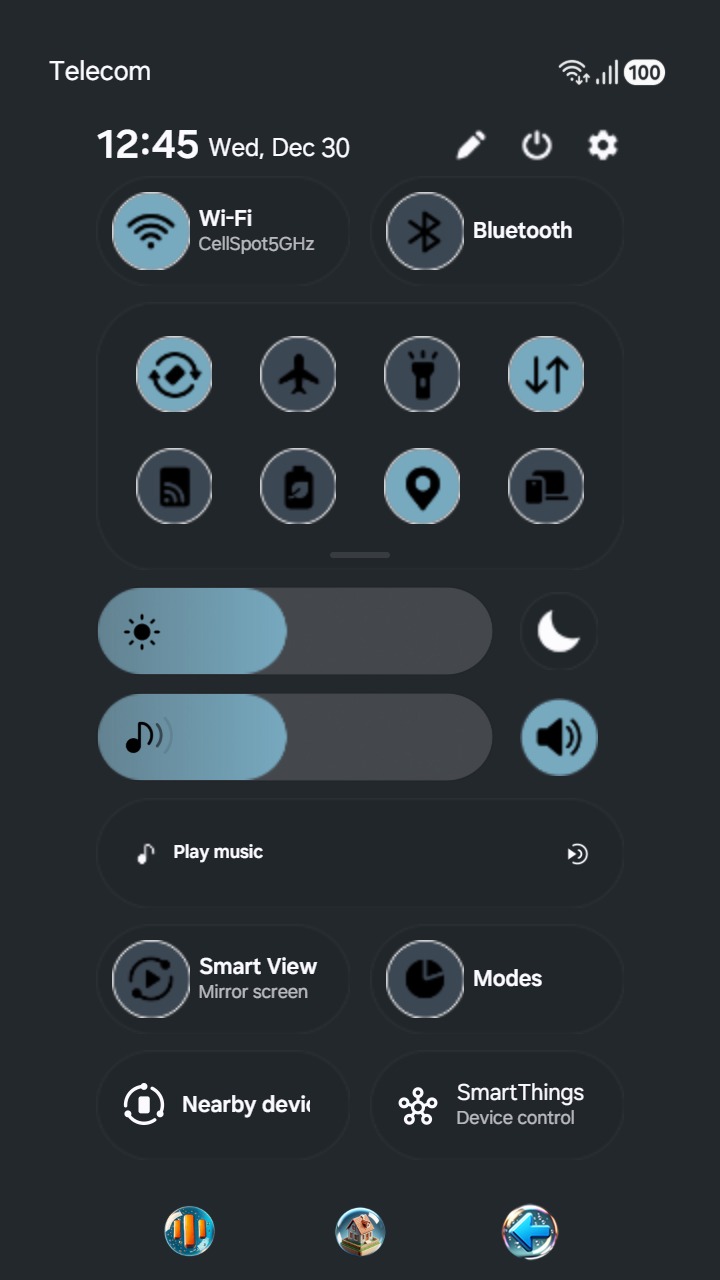 Telecom
100
12:45 Wed, Dec 30
Wi-Fi
CellSpot5GHz
Bluetooth
Play music
Smart View
Mirror screen
Modes
Nearby devi
SmartThings
Device control